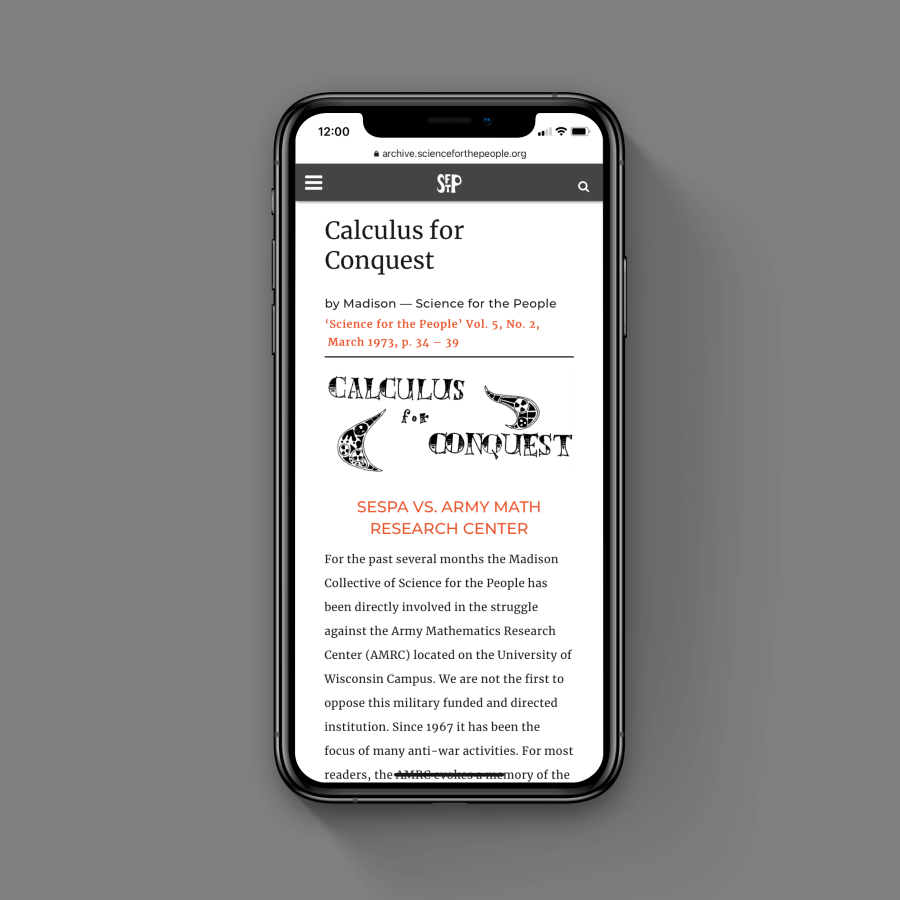 12:00
archive.scienceforthepeople.org
SEFTP
Calculus for
Conquest
by Madison — Science for the People
‘Science for the People’ Vol. 5, No. 2,
March 1973, p. 34 – 39
CALCULUS
for
CONQUEST
SESPA VS. ARMY MATH
RESEARCH CENTER
For the past several months the Madison
Collective of Science for the People has
been directly involved in the struggle
against the Army Mathematics Research
Center (AMRC) located on the University of
Wisconsin Campus. We are not the first to
oppose this military funded and directed
institution. Since 1967 it has been the
focus of many anti-war activities. For most
readers, the AMRC evokes a memory of the